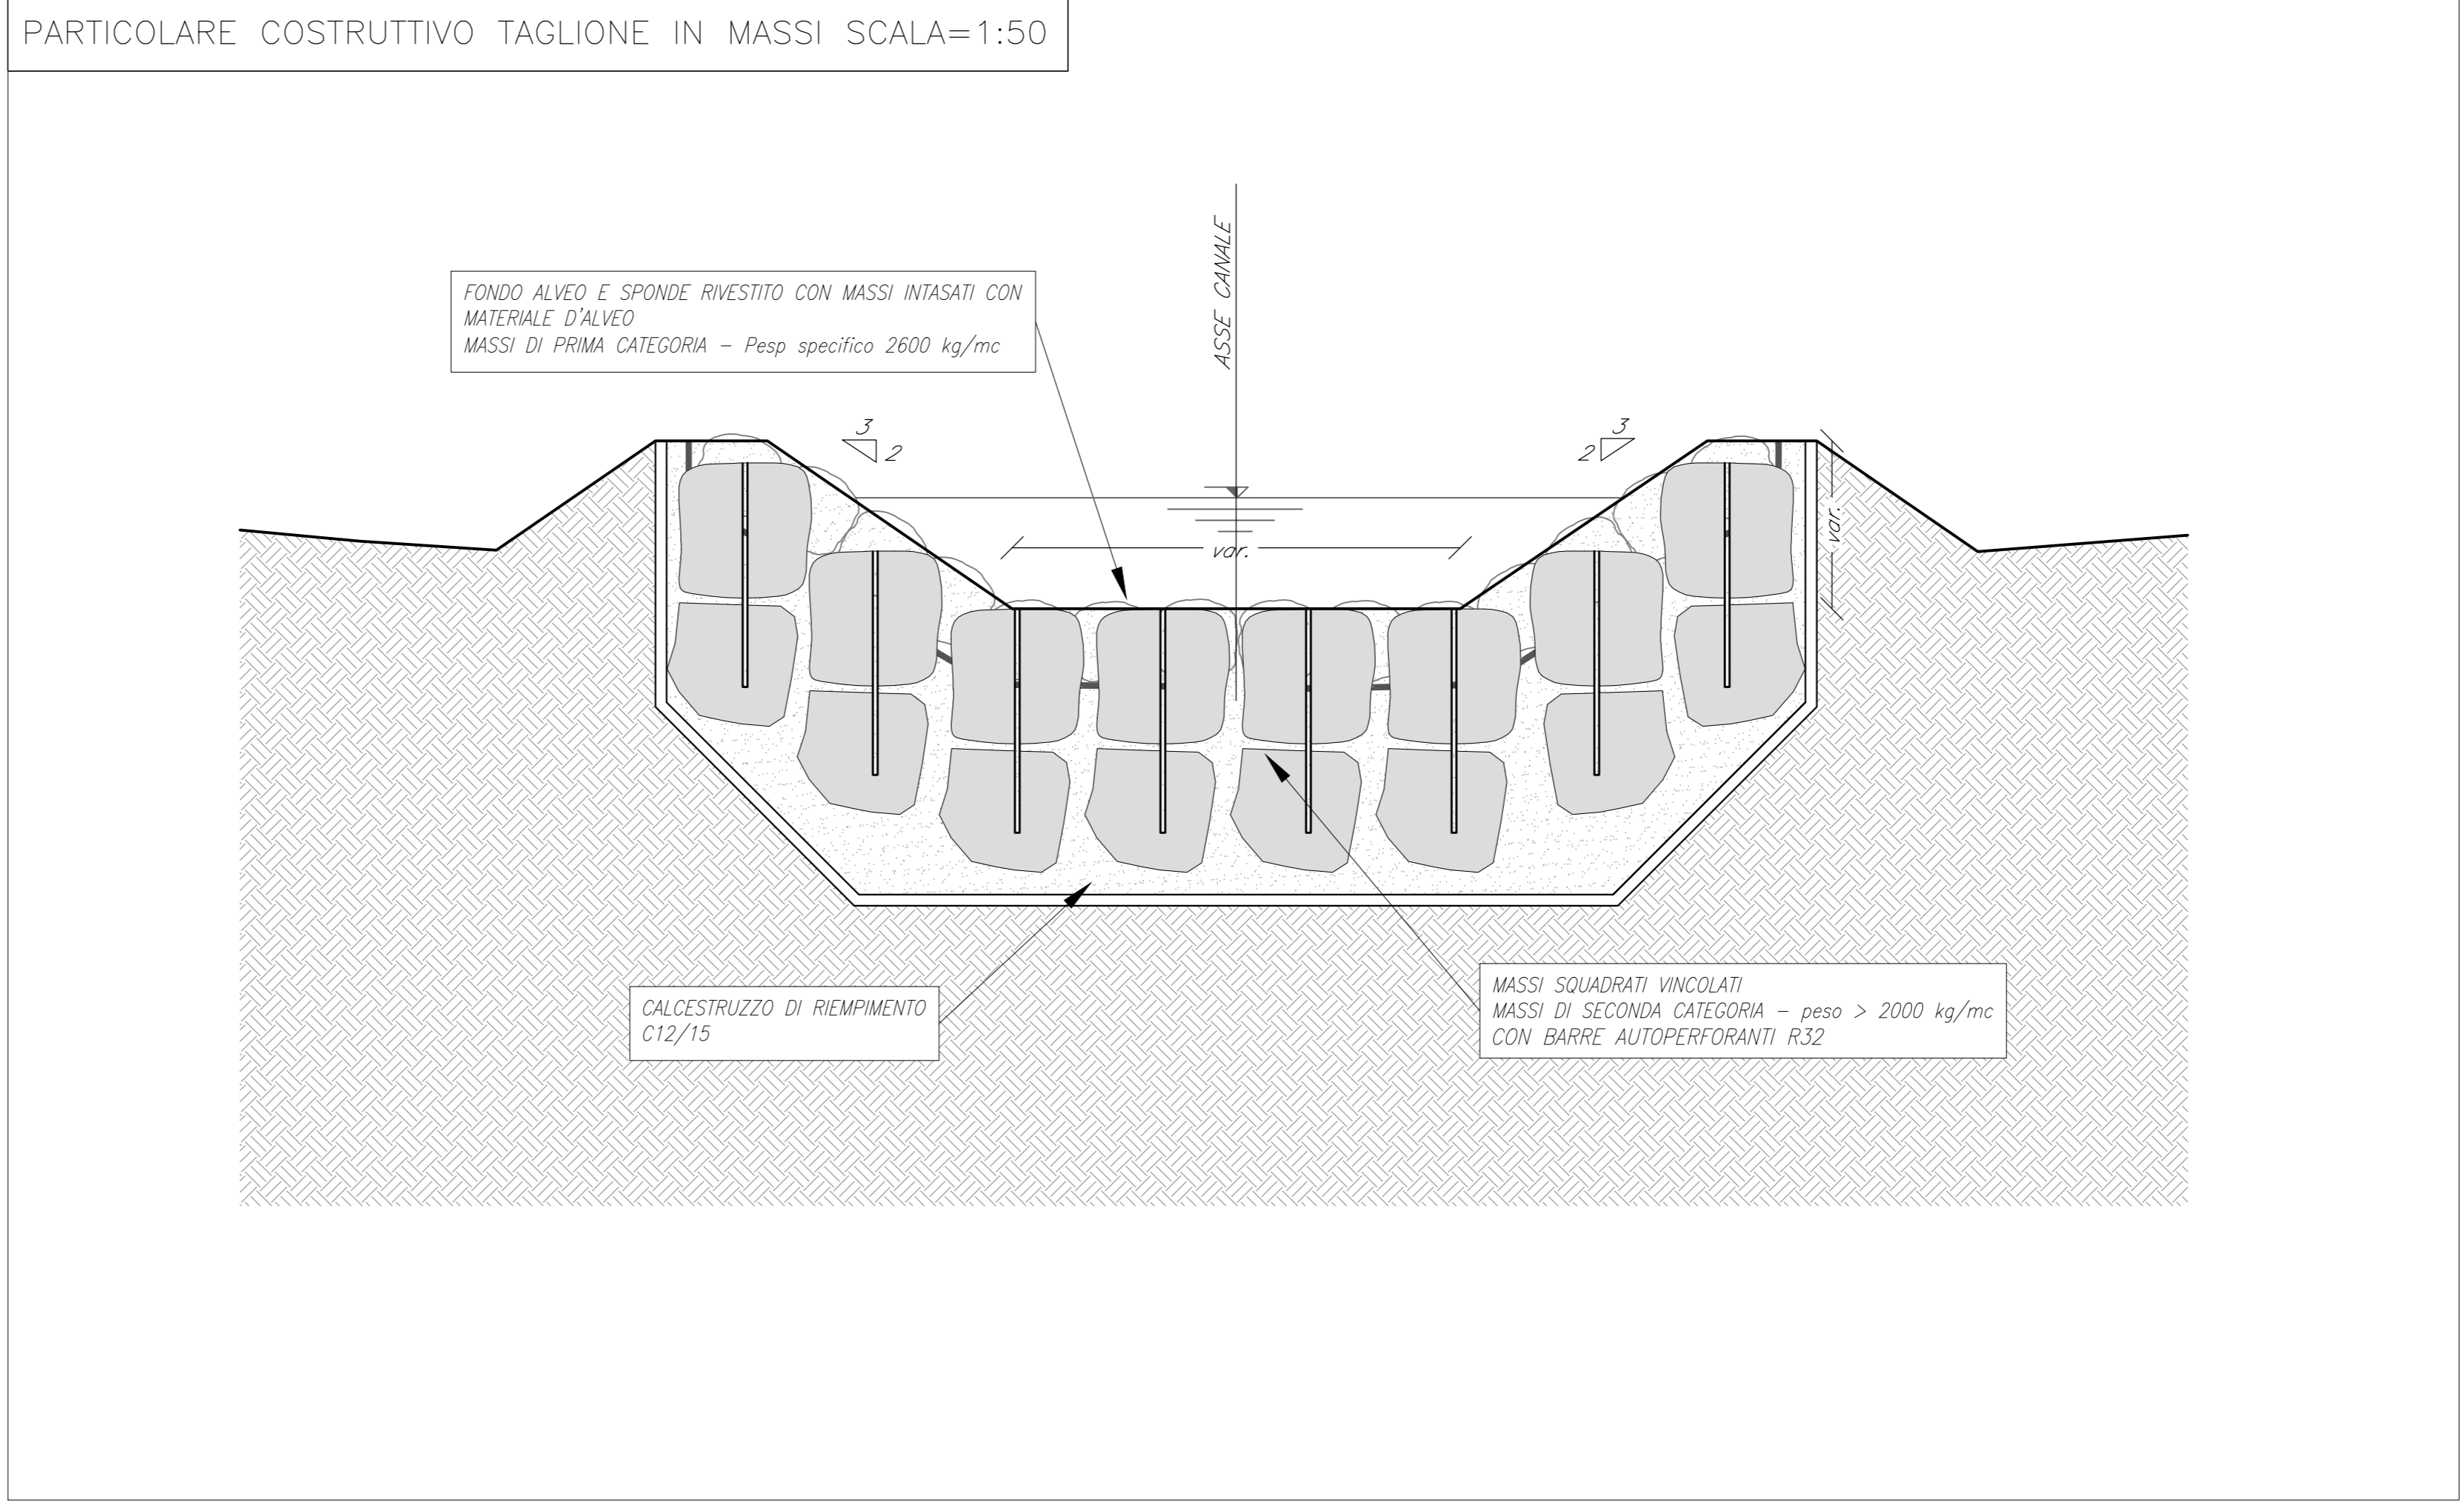 PARTICOLARE COSTRUTTIVO TAGLIONE IN MASSI SCALA=1:50
ASSE CANALE
FONDO ALVEO E SPONDE RIVESTITO CON MASSI INTASATI CON
MATERIALE D'ALVEO
MASSI DI PRIMA CATEGORIA - Pesp specifico 2600 kg/mc
3
2
3
2
var.
var.
CALCESTRUZZO DI RIEMPIMENTO
C12/15
MASSI SQUADRATI VINCOLATI
MASSI DI SECONDA CATEGORIA - peso > 2000 kg/mc
CON BARRE AUTOPERFORANTI R32